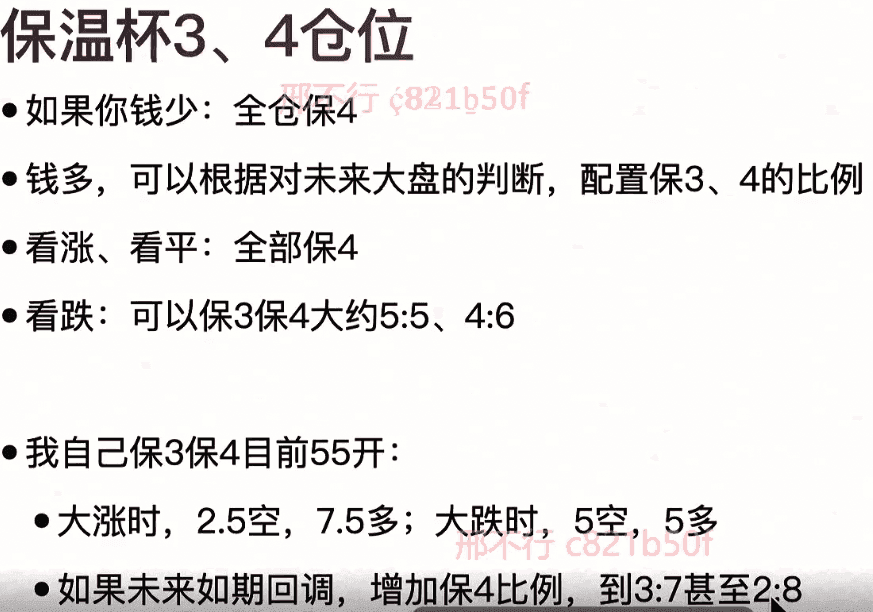 保温杯3、4仓位
•如果你钱少：全仓保4
•钱多，可以根据对未来大盘的判断，配置保3、4的比例
•看涨、看平：全部保4
•看跌：可以保3保4大约5:5、4:6
•我自己保3保4目前55开：
•大涨时，2.5空，7.5多；大跌时，5空，5多
邢不行 c821b50f
•如果未来如期回调，增加保4比例，到3:7甚至2:8